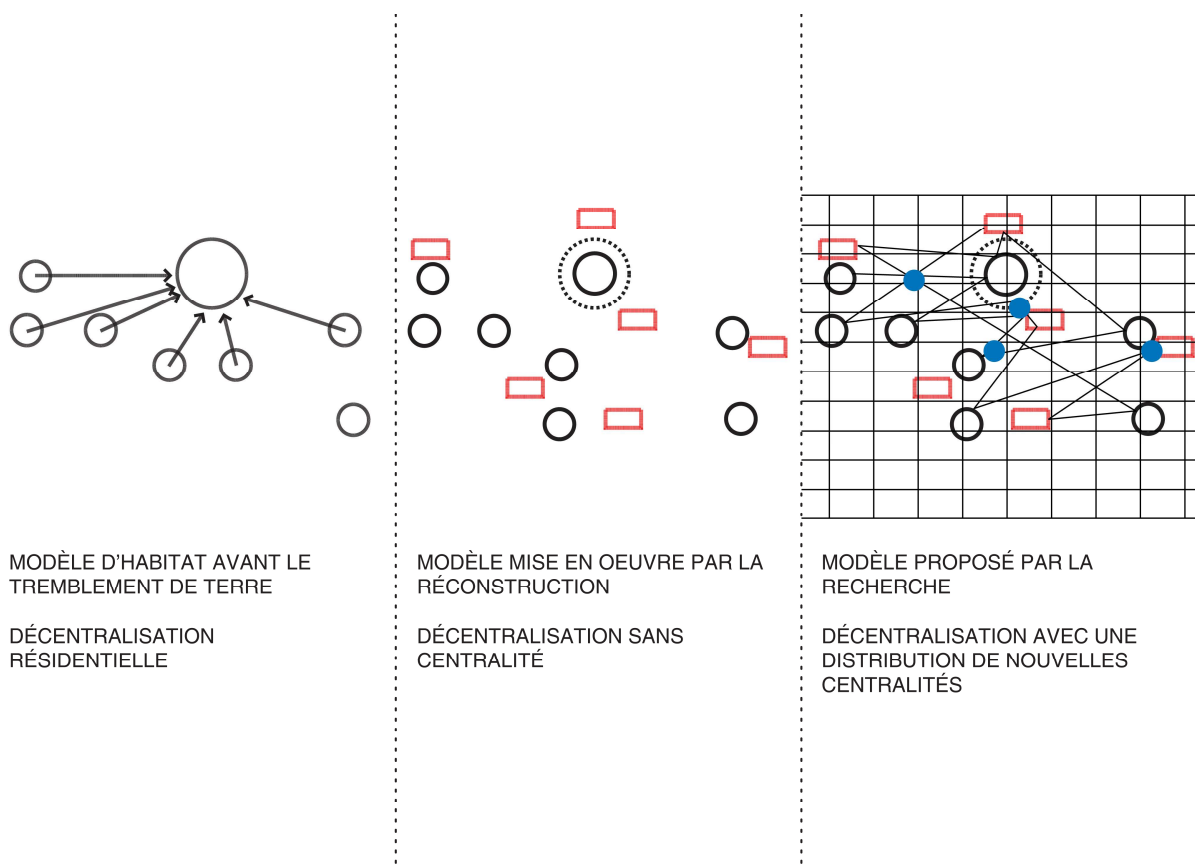 MODÈLE D'HABITAT AVANT LE
TREMBLEMENT DE TERRE
DÉCENTRALISATION
RÉSIDENTIELLE
MODÈLE MISE EN OEUVRE PAR LA
RÉCONSTRUCTION
DÉCENTRALISATION SANS
CENTRALITÉ
MODÈLE PROPOSÉ PAR LA
RECHERCHE
DÉCENTRALISATION AVEC UNE
DISTRIBUTION DE NOUVELLES
CENTRALITÉS